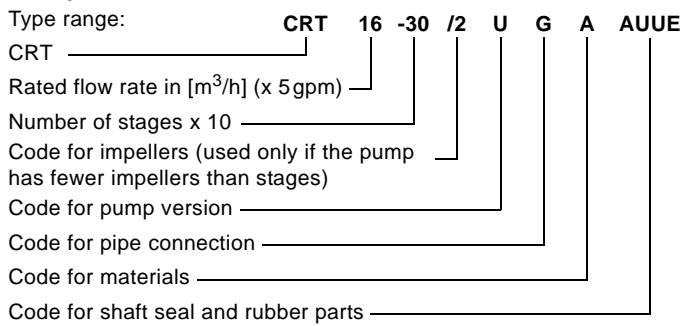 Type range: CRT 16 -30 /2 U G A AUUE
CRT
Rated flow rate in [m³/h] (x 5 gpm)
Number of stages x 10
Code for impellers (used only if the pump
has fewer impellers than stages)
Code for pump version
Code for pipe connection
Code for materials
Code for shaft seal and rubber parts